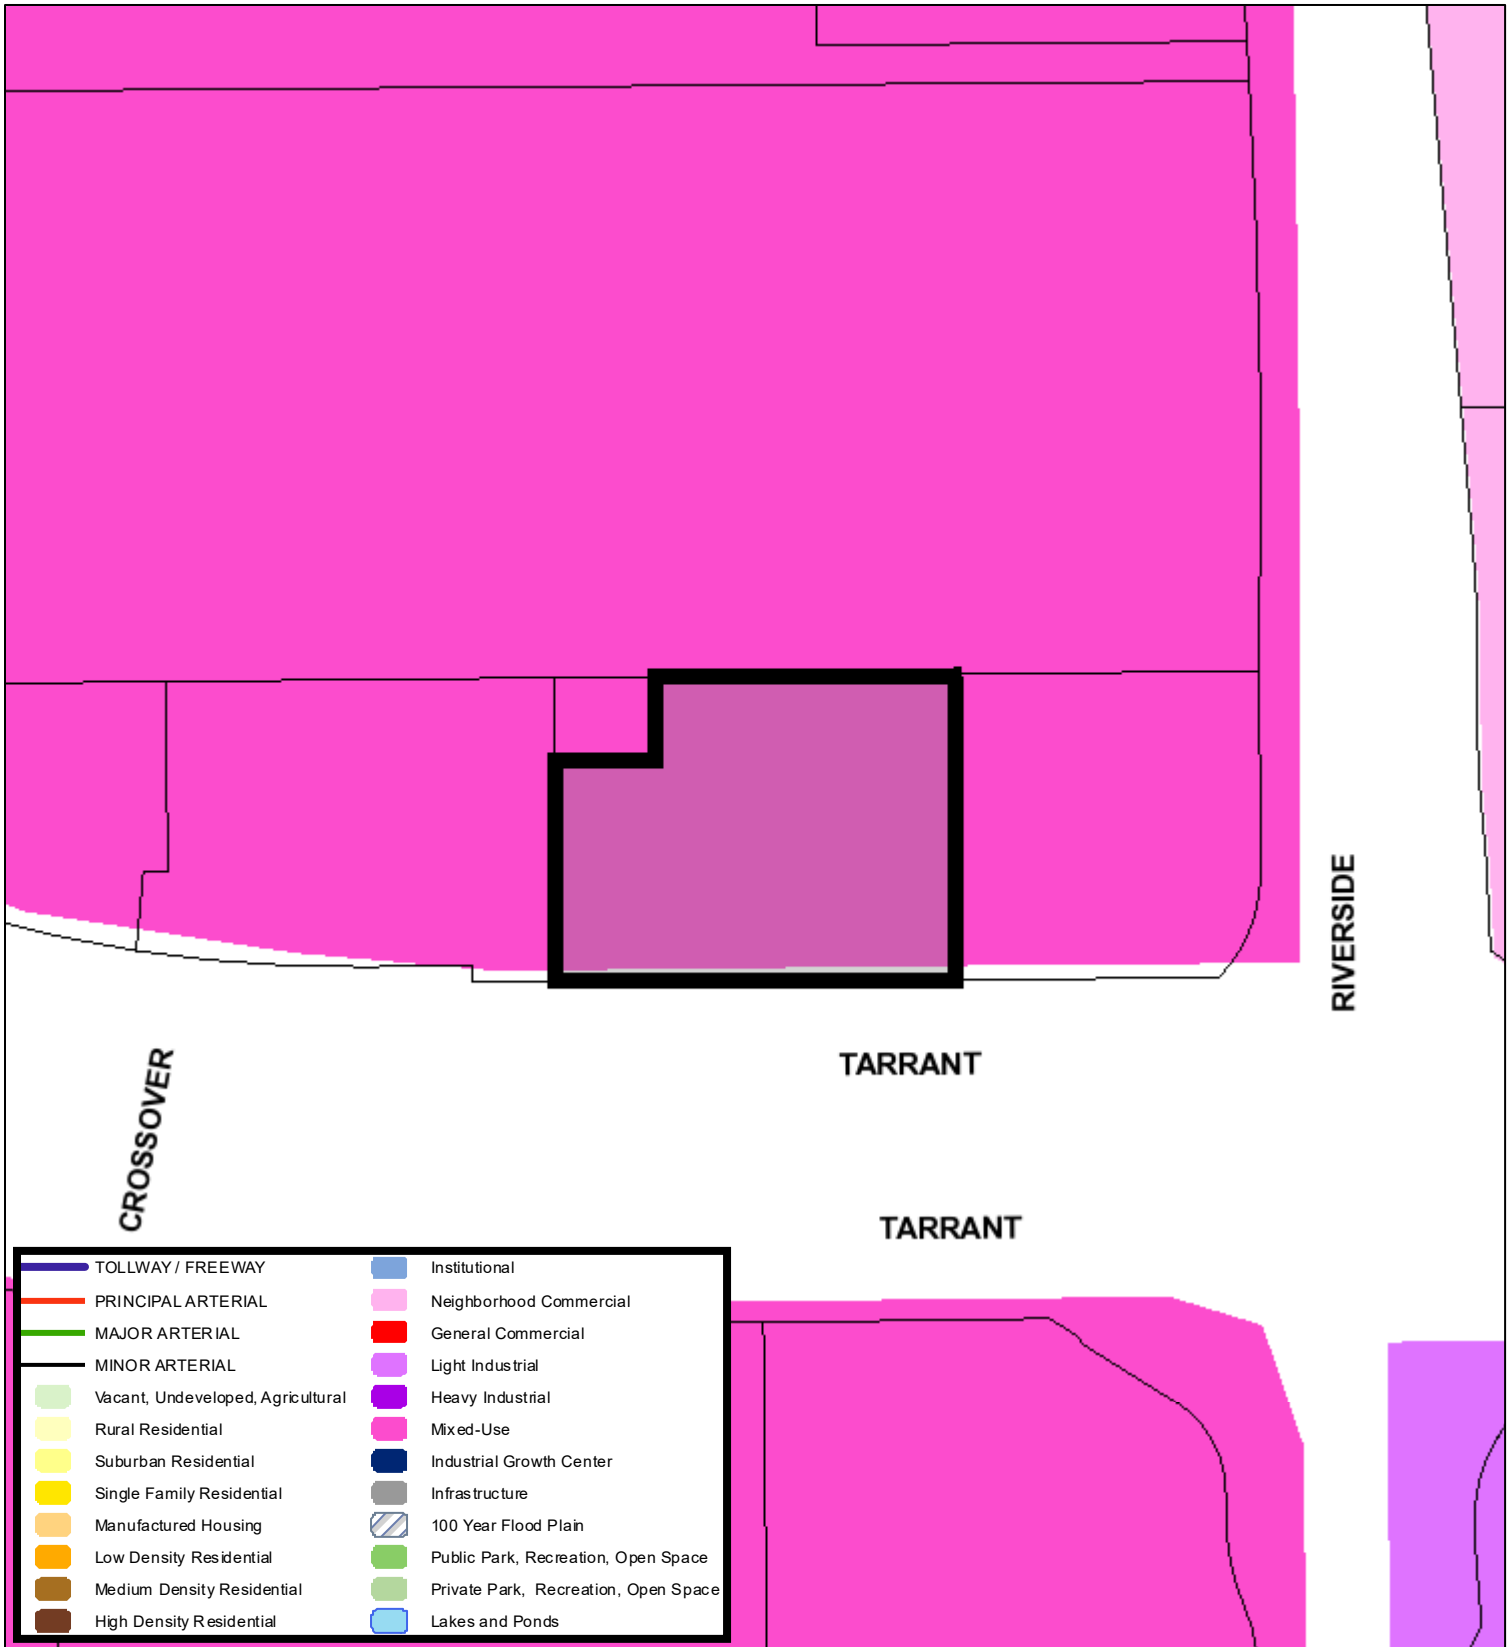 RIVERSIDE
TARRANT
CROSSOVER
TARRANT
TOLLWAY / FREEWAY
PRINCIPAL ARTERIAL
MAJOR ARTERIAL
MINOR ARTERIAL
Vacant, Undeveloped, Agricultural
Rural Residential
Suburban Residential
Single Family Residential
Manufactured Housing
Low Density Residential
Medium Density Residential
High Density Residential
Institutional
Neighborhood Commercial
General Commercial
Light Industrial
Heavy Industrial
Mixed-Use
Industrial Growth Center
Infrastructure
100 Year Flood Plain
Public Park, Recreation, Open Space
Private Park, Recreation, Open Space
Lakes and Ponds